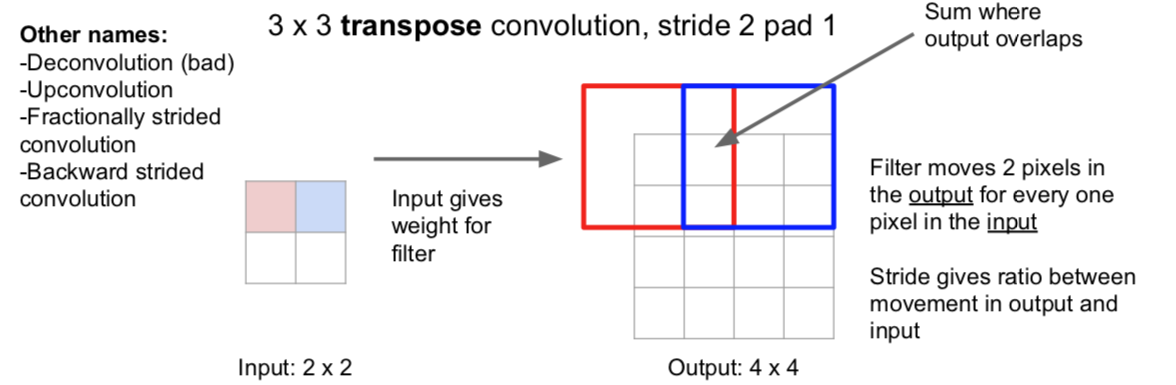 Other names:
-Deconvolution (bad)
-Upconvolution
-Fractionally strided
convolution
-Backward strided
convolution
3 x 3 transpose convolution, stride 2 pad 1
Sum where
output overlaps
Input gives
weight for
filter
Filter moves 2 pixels in
the output for every one
pixel in the input
Stride gives ratio between
movement in output and
input
Input: 2 x 2
Output: 4 x 4